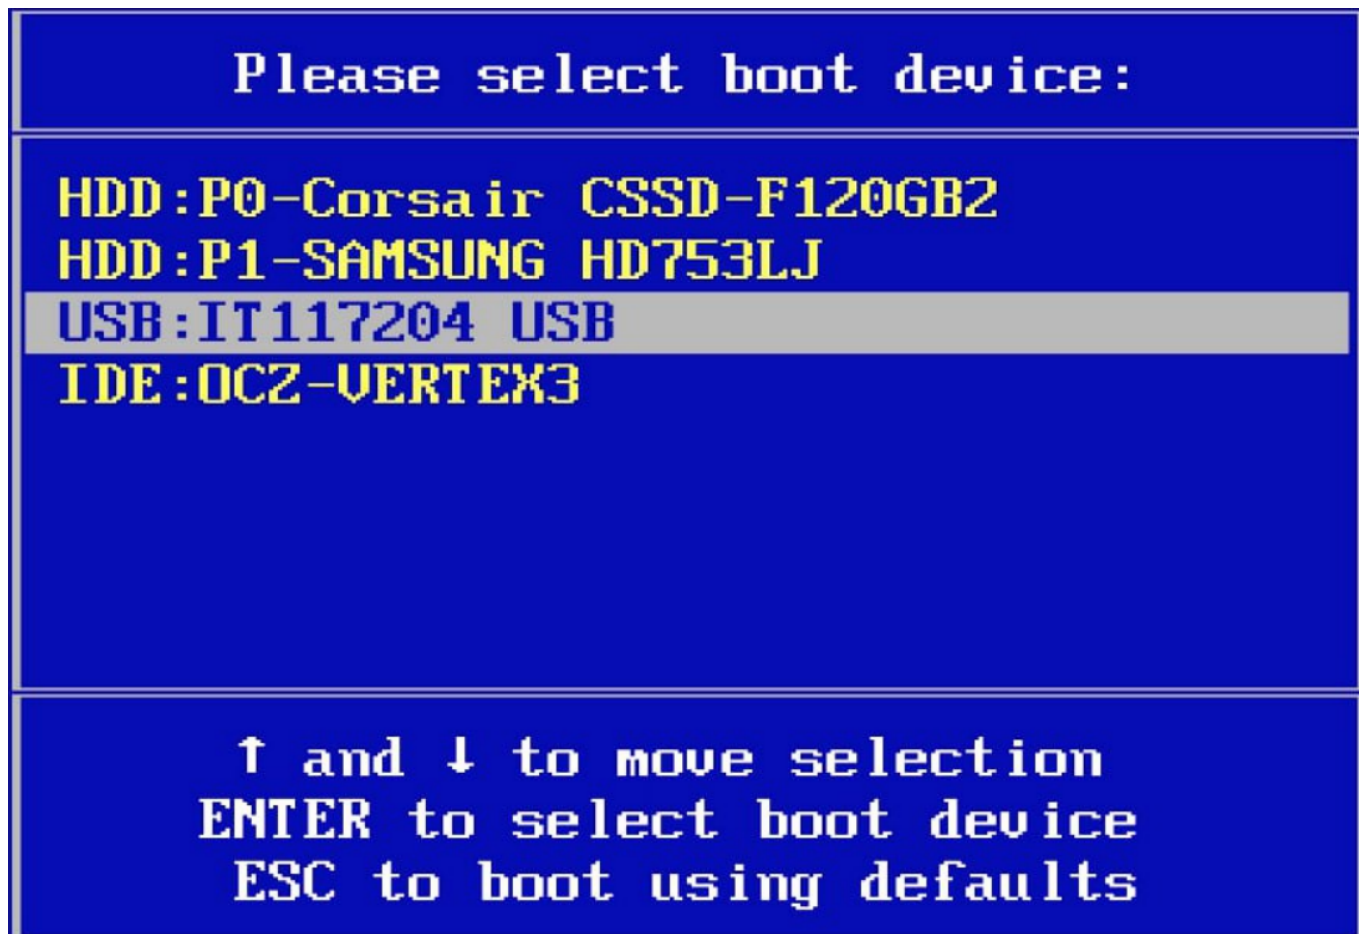 Please select boot device:
HDD:P0-Corsair CSSD-F120GB2
HDD:P1-SAMSUNG HD753LJ
USB:IT117204 USB
IDE:OCZ-VERTEX3
↑ and ↓ to move selection
ENTER to select boot device
ESC to boot using defaults